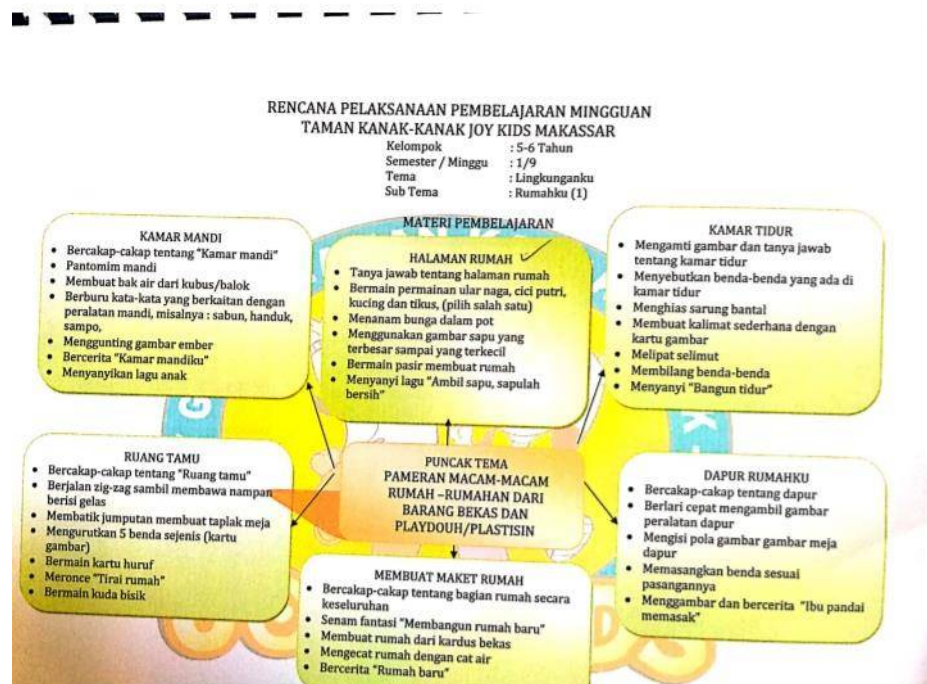 RENCANA PELAKSANAAN PEMBELAJARAN MINGGUAN
TAMAN KANAK-KANAK JOY KIDS MAKASSAR
Kelompok : 5-6 Tahun
Semester / Minggu : 1/9
Tema : Lingkunganku
Sub Tema : Rumahku (1)
MATERI PEMBELAJARAN
KAMAR MANDI
• Bercakap-cakap tentang "Kamar mandi"
• Pantomim mandi
• Membuat bak air dari kubus/balok
• Berburu kata-kata yang berkaitan dengan
peralatan mandi, misalnya : sabun, handuk,
sampo,
• Menggunting gambar ember
• Bercerita "Kamar mandiku"
• Menyanyikan lagu anak
HALAMAN RUMAH
• Tanya jawab tentang halaman rumah
• Bermain permainan ular naga, cici putri,
kucing dan tikus, (pilih salah satu)
• Menanam bunga dalam pot
• Menggunakan gambar sapu yang
terbesar sampai yang terkecil
• Bermain pasir membuat rumah
• Menyanyi lagu "Ambil sapu, sapulah
bersih"
KAMAR TIDUR
• Mengamti gambar dan tanya jawab
tentang kamar tidur
• Menyebutkan benda-benda yang ada di
kamar tidur
• Menghias sarung bantal
• Membuat kalimat sederhana dengan
kartu gambar
• Melipat selimut
• Membilang benda-benda
• Menyanyi "Bangun tidur"
RUANG TAMU
• Bercakap-cakap tentang "Ruang tamu"
• Berjalan zig-zag sambil membawa nampan
berisi gelas
• Membatik jumputan membuat taplak meja
• Mengurutkan 5 benda sejenis (kartu
gambar)
• Bermain kartu huruf
• Meronce "Tirai rumah"
• Bermain kuda bisik
PUNCAK TEMA
PAMERAN MACAM-MACAM
RUMAH –RUMAHAN DARI
BARANG BEKAS DAN
PLAYDOUH/PLASTISIN
DAPUR RUMAHKU
• Bercakap-cakap tentang dapur
• Berlari cepat mengambil gambar
peralatan dapur
• Mengisi pola gambar gambar meja
dapur
• Memasangkan benda sesuai
pasangannya
• Menggambar dan bercerita "Ibu pandai
memasak"
MEMBUAT MAKET RUMAH
• Bercakap-cakap tentang bagian rumah secara
keseluruhan
• Senam fantasi "Membangun rumah baru"
• Membuat rumah dari kardus bekas
• Mengecat rumah dengan cat air
• Bercerita "Rumah baru"